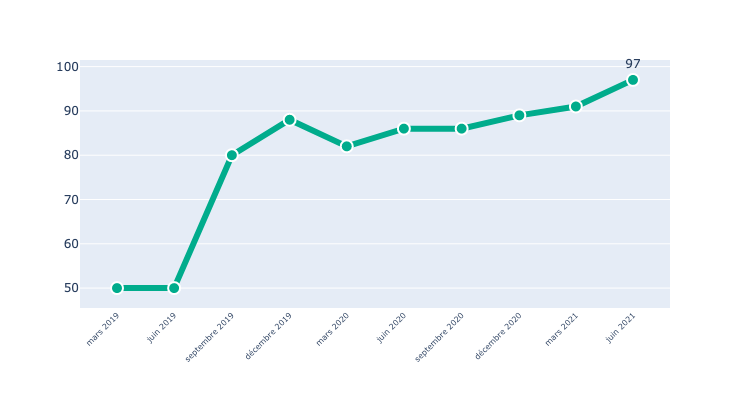 97
100
90
80
70
60
50
mars 2019
juin 2019
septembre 2019
décembre 2019
mars 2020
juin 2020
septembre 2020
décembre 2020
mars 2021
juin 2021